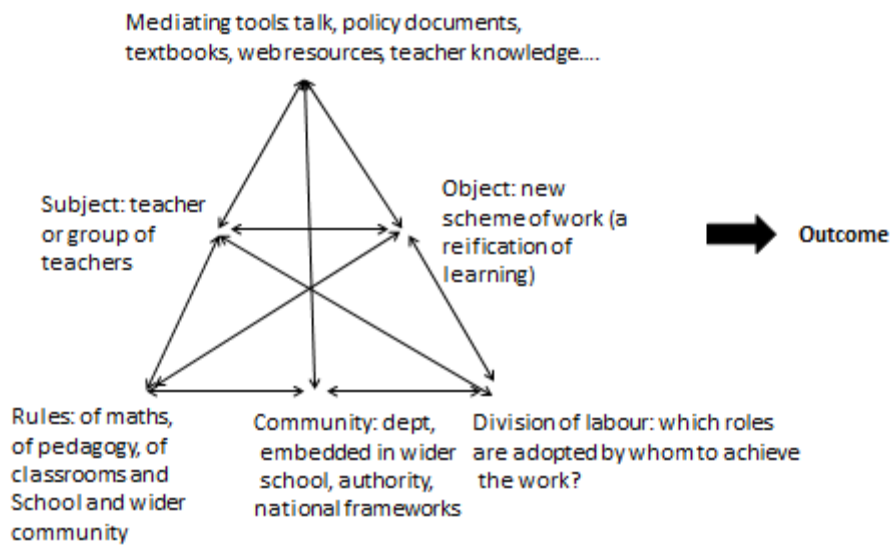 Mediating tools: talk, policy documents,
textbooks, web resources, teacher knowledge....
Subject: teacher
or group of
teachers
Object: new
scheme of work (a
reification of
learning)
Outcome
Rules: of maths,
of pedagogy, of
classrooms and
School and wider
community
Community: dept,
embedded in wider
school, authority,
national frameworks
Division of labour: which roles
are adopted by whom to achieve
the work?